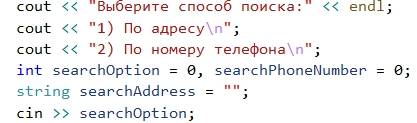 cout << "Выберите способ поиска:" << endl;
cout << "1) По адресу\n";
cout << "2) По номеру телефона\n";
int searchOption = 0, searchPhoneNumber = 0;
string searchAddress = "";
cin >> searchOption;